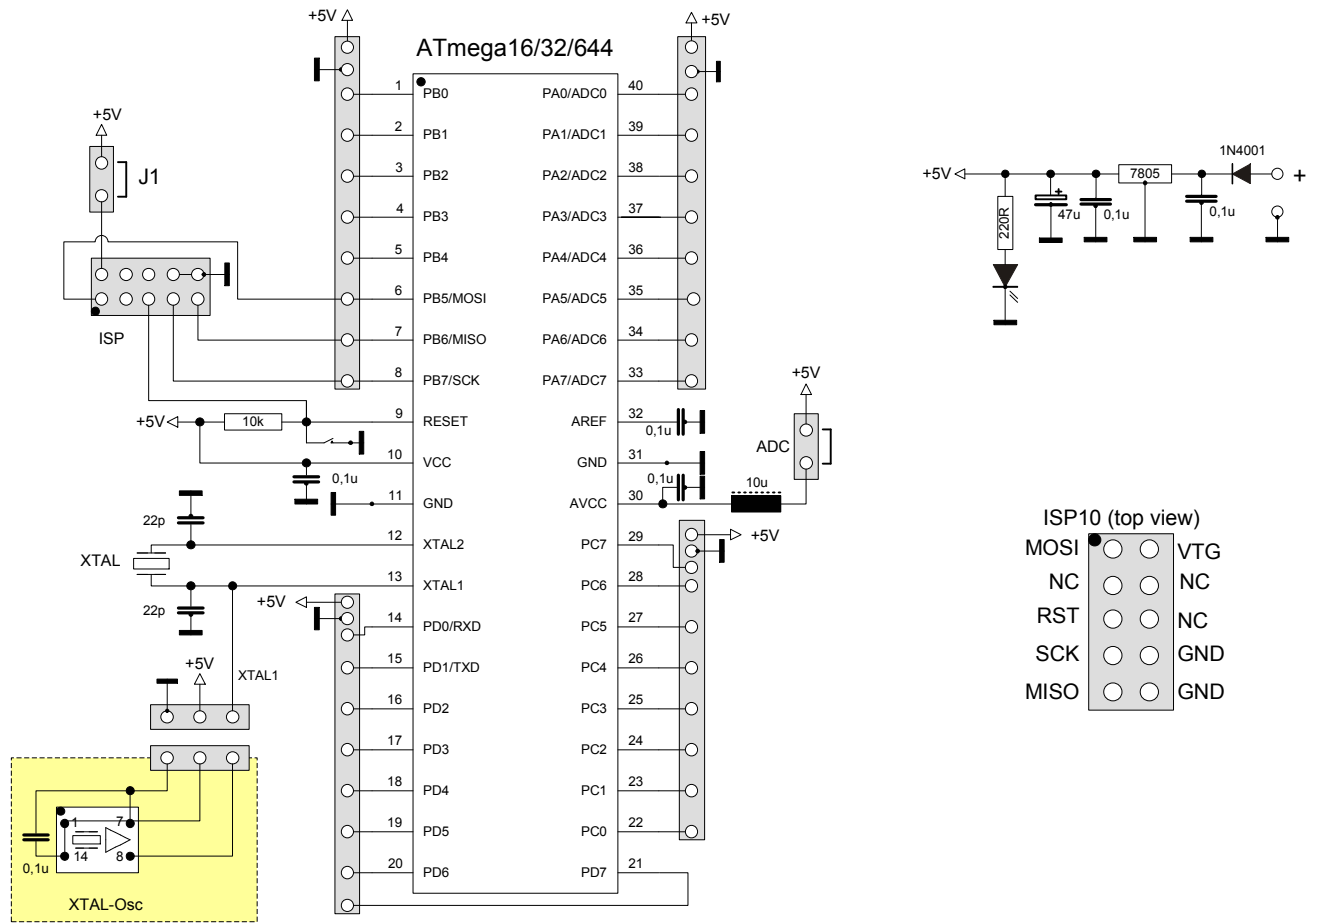 +5V
+5V
ATmega16/32/644
1 PB0 PA0/ADC0 40
2 PB1 PA1/ADC1 39
3 PB2 PA2/ADC2 38
4 PB3 PA3/ADC3 37
5 PB4 PA4/ADC4 36
6 PB5/MOSI PA5/ADC5 35
7 PB6/MISO PA6/ADC6 34
8 PB7/SCK PA7/ADC7 33
9 RESET AREF 32
10 VCC GND 31
11 GND AVCC 30
12 XTAL2 PC7 29
13 XTAL1 PC6 28
14 PD0/RXD PC5 27
15 PD1/TXD PC4 26
16 PD2 PC3 25
17 PD3 PC2 24
18 PD4 PC1 23
19 PD5 PC0 22
20 PD6 PD7 21
+5V
J1
ISP
+5V
10k
0,1u
22p
XTAL
22p
+5V
+5V
XTAL1
1 7
14 8
0,1u
XTAL-Osc
0,1u
0,1u
10u
+5V
ADC
+5V
1N4001
+5V 7805 +
220R
47u
0,1u
0,1u
+
ISP10 (top view)
MOSI VTG
NC NC
RST NC
SCK GND
MISO GND